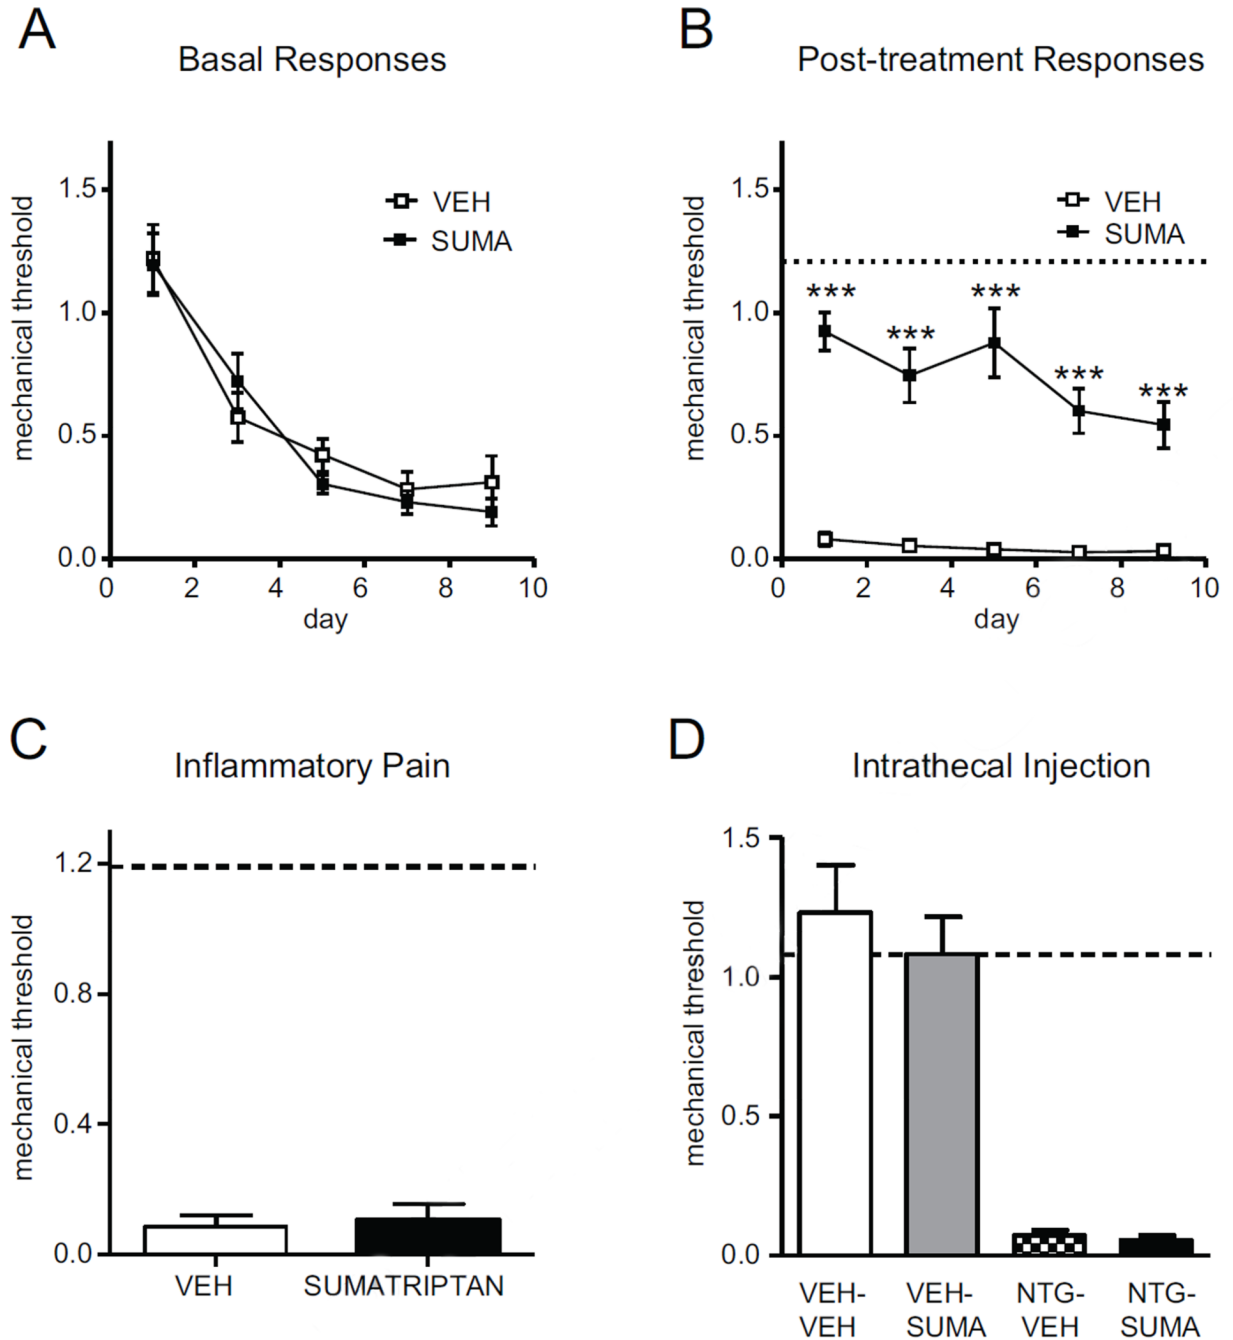 A
Basal Responses
mechanical threshold
1.5
1.0
0.5
0.0
0 2 4 6 8 10
day
VEH
SUMA
B
Post-treatment Responses
mechanical threshold
1.5
1.0
0.5
0.0
0 2 4 6 8 10
day
VEH
SUMA
***
***
***
***
***
C
Inflammatory Pain
mechanical threshold
1.2
0.8
0.4
0.0
VEH SUMATRIPTAN
D
Intrathecal Injection
mechanical threshold
1.5
1.0
0.5
0.0
VEH- VEH- NTG- NTG-
VEH SUMA VEH SUMA